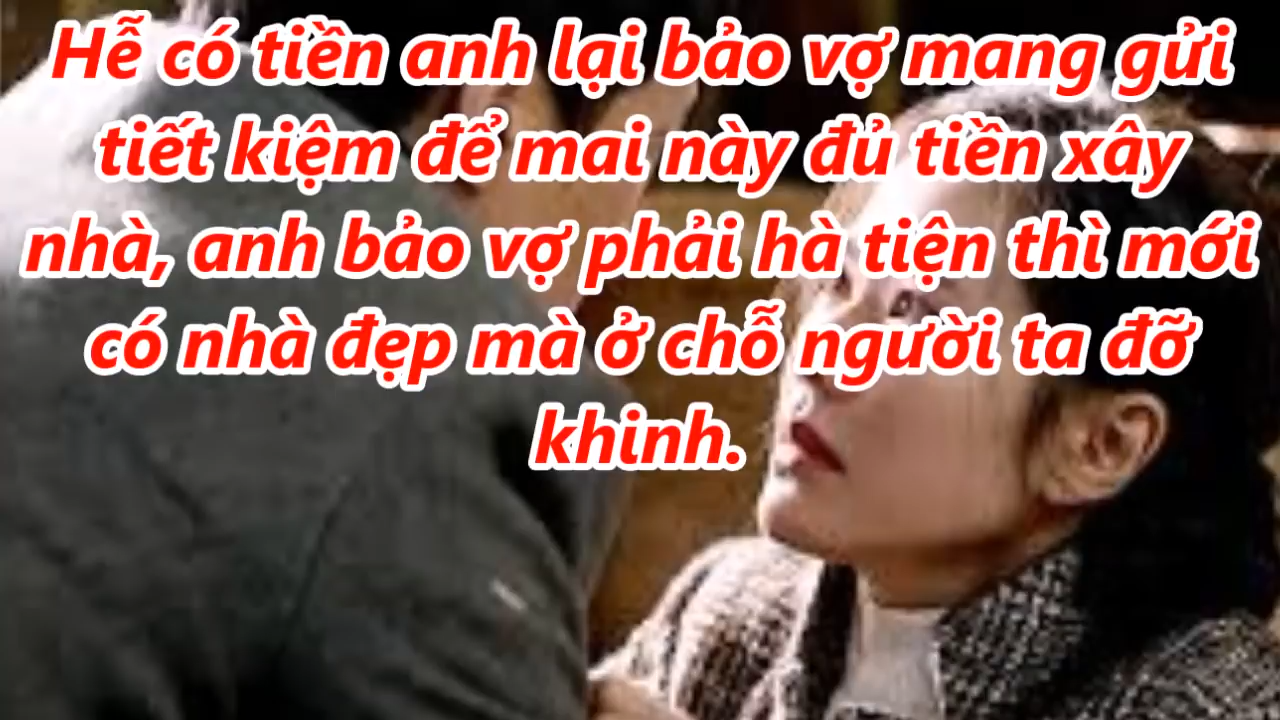 Hễ có tiền anh lại bảo vợ mang gửi
tiết kiệm để mai này đủ tiền xây
nhà, anh bảo vợ phải hà tiện thì mới
có nhà đẹp mà ở chỗ người ta đỡ
khinh.